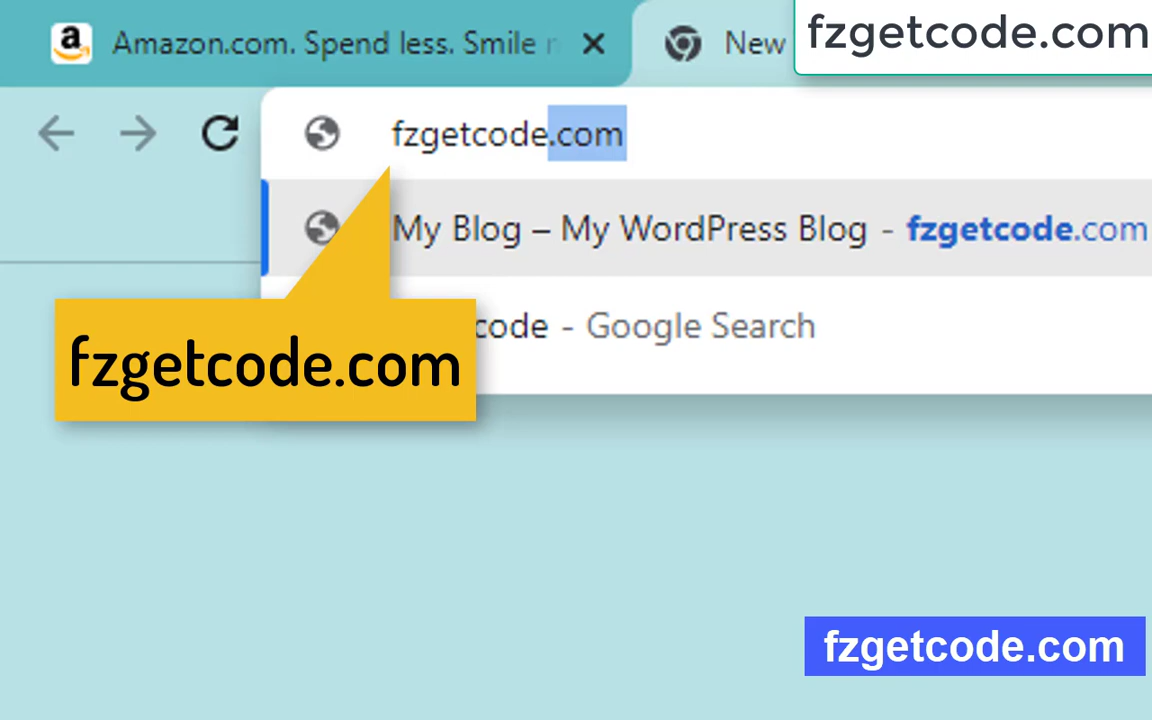 Amazon.com. Spend less. Smile
New
fzgetcode.com
fzgetcode.com
My Blog – My WordPress Blog - fzgetcode.com
code - Google Search
fzgetcode.com
fzgetcode.com